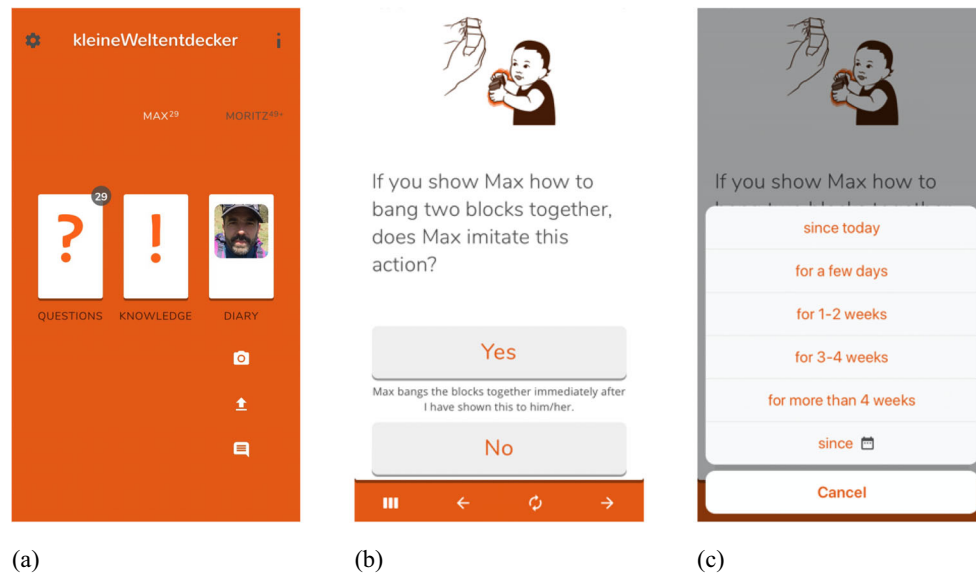 kleineWeltentdecker
MAX29
MORITZ49+
29
?
!
QUESTIONS
KNOWLEDGE
DIARY
(a)
If you show Max how to
bang two blocks together,
does Max imitate this
action?
Yes
Max bangs the blocks together immediately after
I have shown this to him/her.
No
(b)
If you show Max how to
since today
for a few days
for 1-2 weeks
for 3-4 weeks
for more than 4 weeks
since
Cancel
(c)